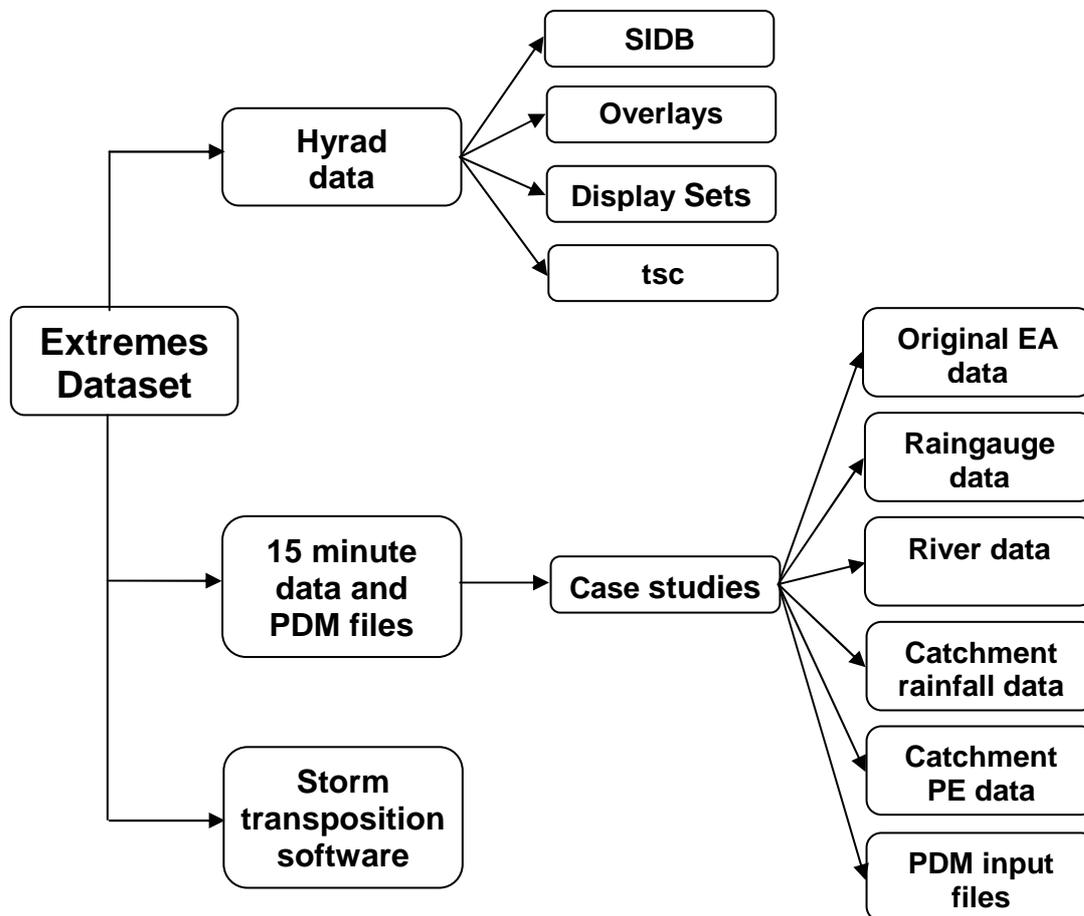 SIDB
Overlays
Display Sets
tsc
Hyrad
data
Extremes
Dataset
15 minute
data and
PDM files
Storm
transposition
software
Case studies
Original EA
data
Raingauge
data
River data
Catchment
rainfall data
Catchment
PE data
PDM input
files